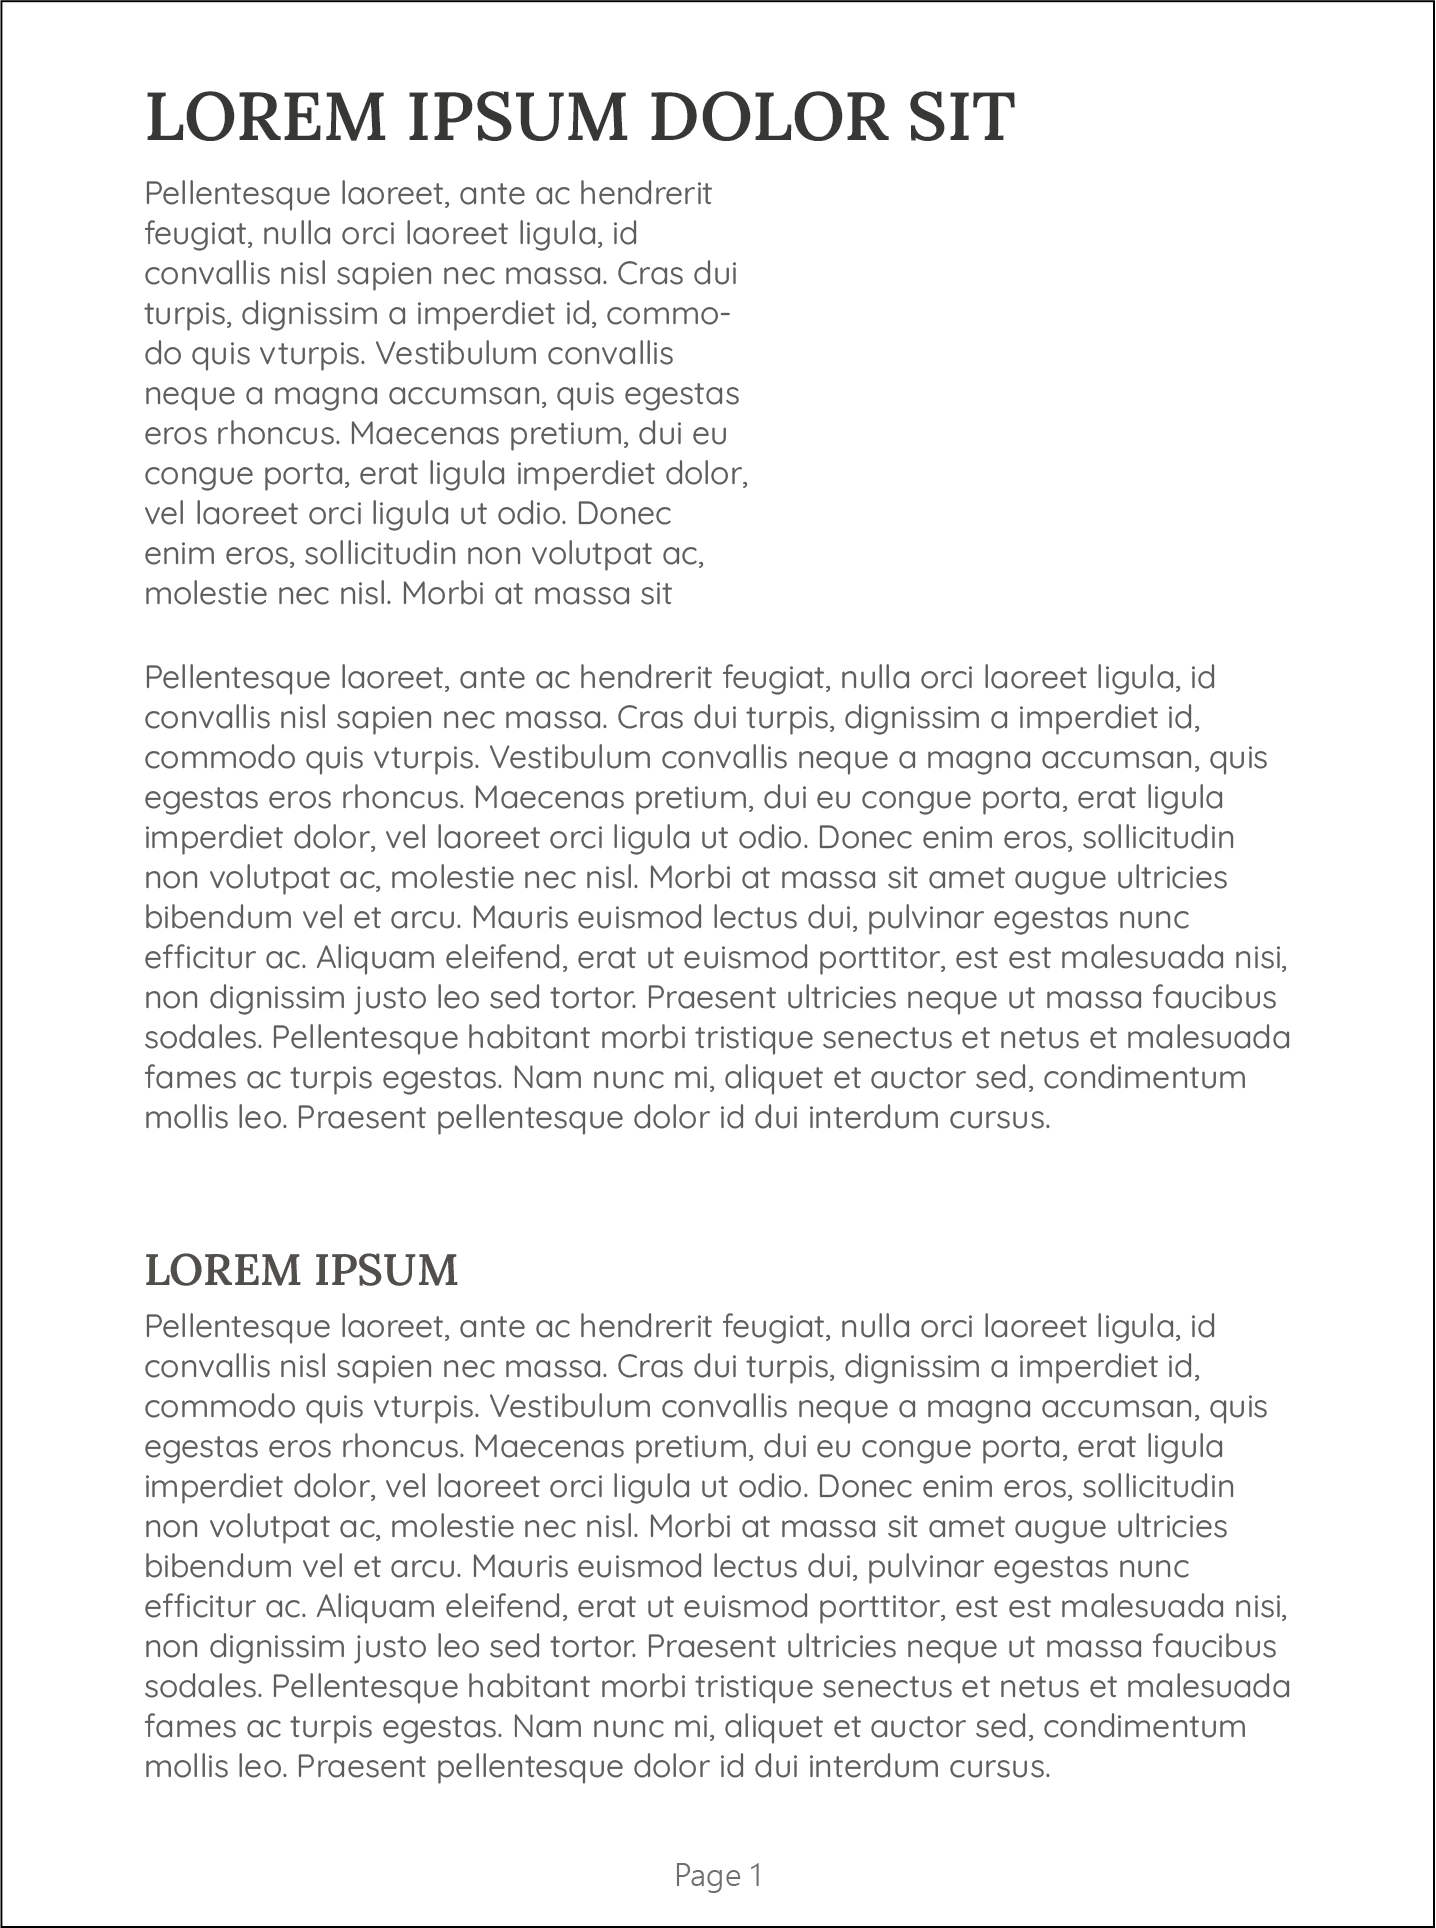 LOREM IPSUM DOLOR SIT
Pellentesque laoreet, ante ac hendrerit
feugiat, nulla orci laoreet ligula, id
convallis nisl sapien nec massa. Cras dui
turpis, dignissim a imperdiet id, commo-
do quis vturpis. Vestibulum convallis
neque a magna accumsan, quis egestas
eros rhoncus. Maecenas pretium, dui eu
congue porta, erat ligula imperdiet dolor,
vel laoreet orci ligula ut odio. Donec
enim eros, sollicitudin non volutpat ac,
molestie nec nisl. Morbi at massa sit
Pellentesque laoreet, ante ac hendrerit feugiat, nulla orci laoreet ligula, id
convallis nisl sapien nec massa. Cras dui turpis, dignissim a imperdiet id,
commodo quis vturpis. Vestibulum convallis neque a magna accumsan, quis
egestas eros rhoncus. Maecenas pretium, dui eu congue porta, erat ligula
imperdiet dolor, vel laoreet orci ligula ut odio. Donec enim eros, sollicitudin
non volutpat ac, molestie nec nisl. Morbi at massa sit amet augue ultricies
bibendum vel et arcu. Mauris euismod lectus dui, pulvinar egestas nunc
efficitur ac. Aliquam eleifend, erat ut euismod porttitor, est est malesuada nisi,
non dignissim justo leo sed tortor. Praesent ultricies neque ut massa faucibus
sodales. Pellentesque habitant morbi tristique senectus et netus et malesuada
fames ac turpis egestas. Nam nunc mi, aliquet et auctor sed, condimentum
mollis leo. Praesent pellentesque dolor id dui interdum cursus.
LOREM IPSUM
Pellentesque laoreet, ante ac hendrerit feugiat, nulla orci laoreet ligula, id
convallis nisl sapien nec massa. Cras dui turpis, dignissim a imperdiet id,
commodo quis vturpis. Vestibulum convallis neque a magna accumsan, quis
egestas eros rhoncus. Maecenas pretium, dui eu congue porta, erat ligula
imperdiet dolor, vel laoreet orci ligula ut odio. Donec enim eros, sollicitudin
non volutpat ac, molestie nec nisl. Morbi at massa sit amet augue ultricies
bibendum vel et arcu. Mauris euismod lectus dui, pulvinar egestas nunc
efficitur ac. Aliquam eleifend, erat ut euismod porttitor, est est malesuada nisi,
non dignissim justo leo sed tortor. Praesent ultricies neque ut massa faucibus
sodales. Pellentesque habitant morbi tristique senectus et netus et malesuada
fames ac turpis egestas. Nam nunc mi, aliquet et auctor sed, condimentum
mollis leo. Praesent pellentesque dolor id dui interdum cursus.
Page 1